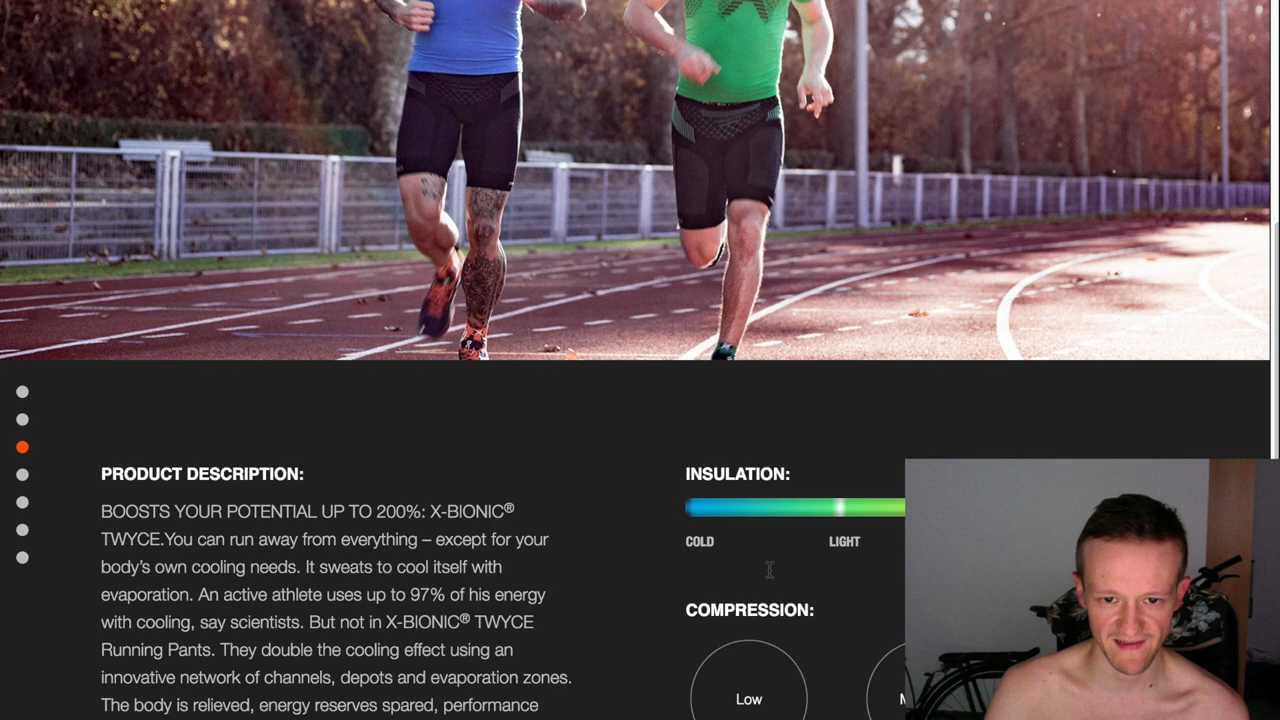 PRODUCT DESCRIPTION:
BOOSTS YOUR POTENTIAL UP TO 200%: X-BIONIC®
TWYCE.You can run away from everything – except for your
body's own cooling needs. It sweats to cool itself with
evaporation. An active athlete uses up to 97% of his energy
with cooling, say scientists. But not in X-BIONIC® TWYCE
Running Pants. They double the cooling effect using an
innovative network of channels, depots and evaporation zones.
The body is relieved, energy reserves spared, performance
INSULATION:
COLD
LIGHT
COMPRESSION:
Low